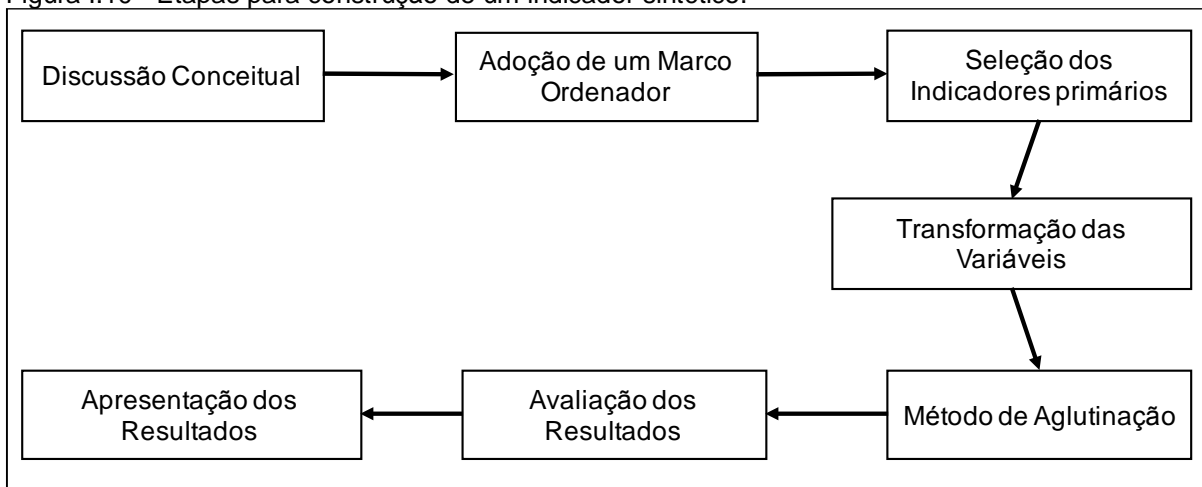 Discussão Conceitual
Adoção de um Marco
Ordenador
Seleção dos
Indicadores primários
Transformação das
Variáveis
Método de Aglutinação
Avaliação dos
Resultados
Apresentação dos
Resultados